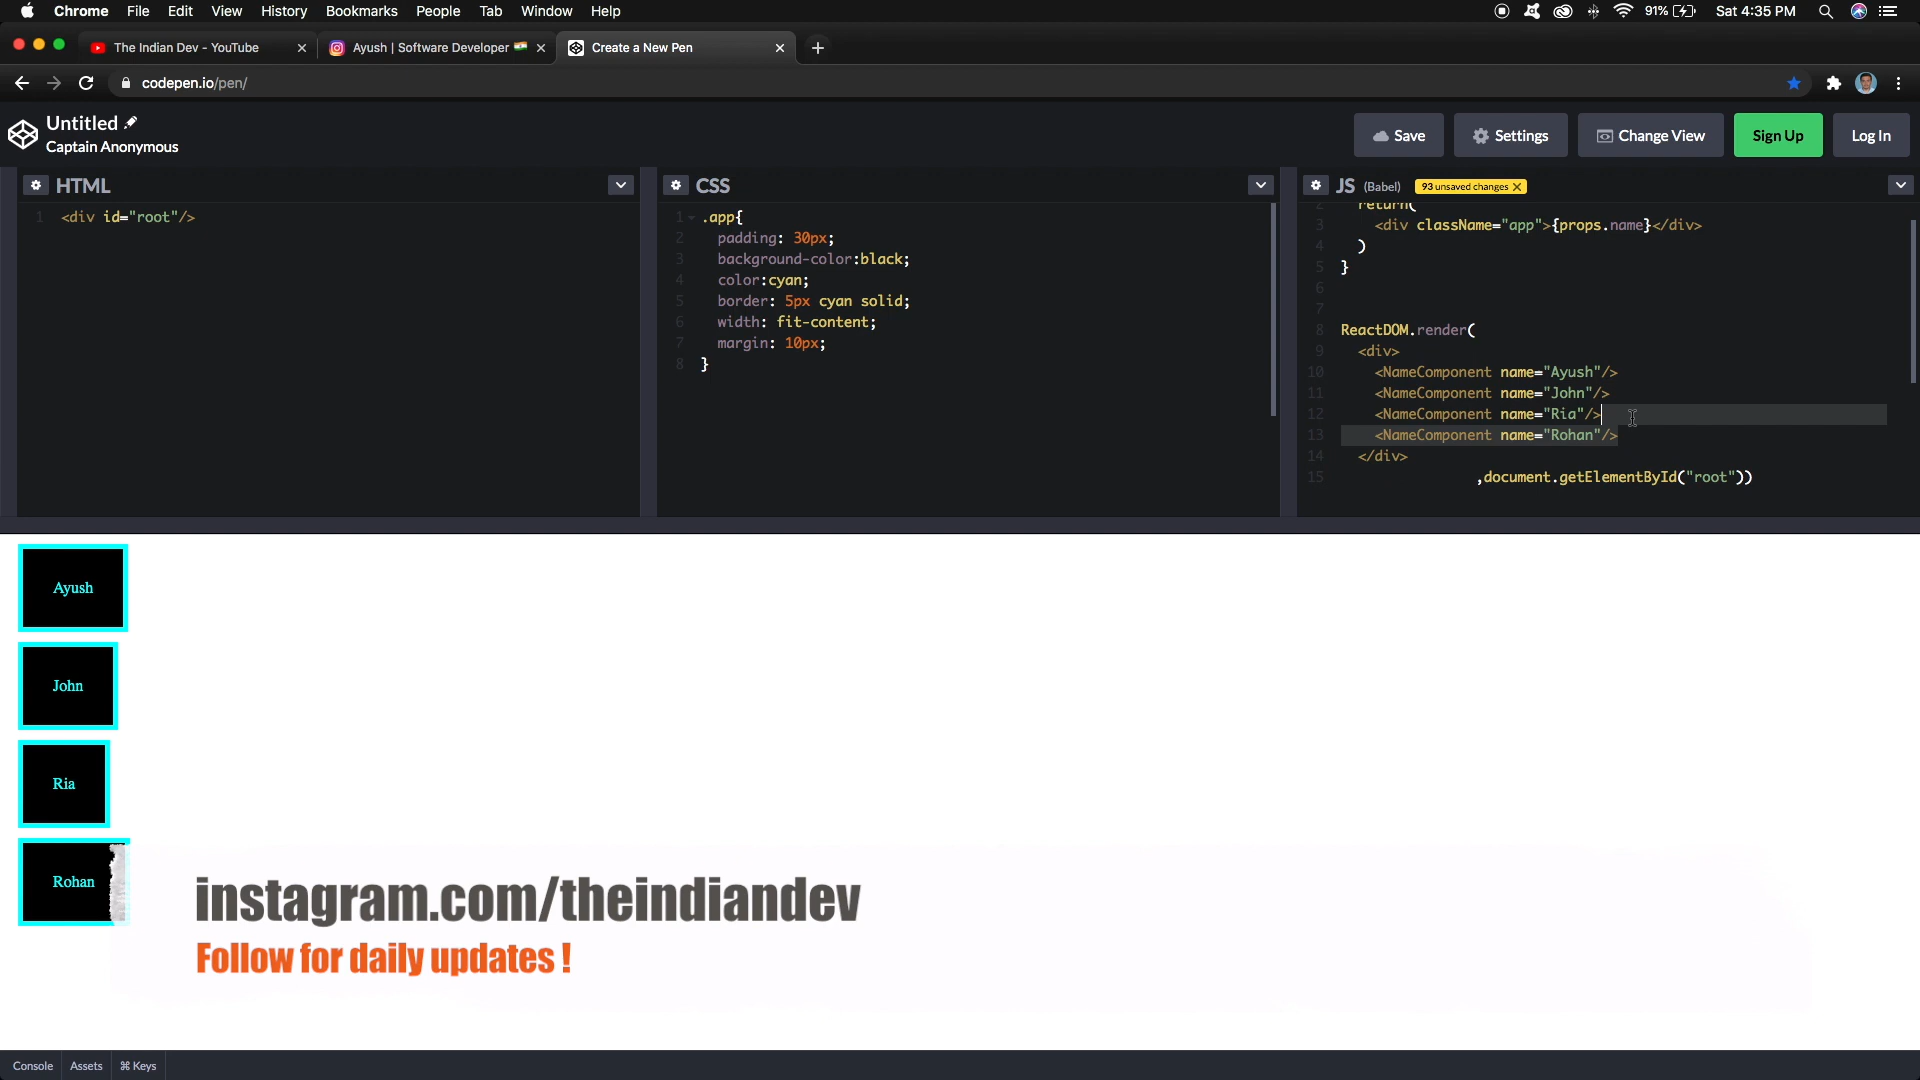 Chrome File Edit View History Bookmarks People Tab Window Help 91% Sat 4:35 PM
The Indian Dev - YouTube Ayush | Software Developer 🇮🇳 Create a New Pen
codepen.io/pen/
Untitled
Captain Anonymous
Save Settings Change View Sign Up Log In
HTML
1 <div id="root"/>
CSS
1 .app{
2 padding: 30px;
3 background-color:black;
4 color:cyan;
5 border: 5px cyan solid;
6 width: fit-content;
7 margin: 10px;
8 }
JS (Babel) 93 unsaved changes
2 return(
3 <div className="app">{props.name}</div>
4 )
5 }
6
7
8 ReactDOM.render(
9 <div>
10 <NameComponent name="Ayush"/>
11 <NameComponent name="John"/>
12 <NameComponent name="Ria"/>
13 <NameComponent name="Rohan"/>
14 </div>
15 ,document.getElementById("root"))
Ayush
John
Ria
Rohan
instagram.com/theindiandev
Follow for daily updates !
Console Assets ⌘ Keys